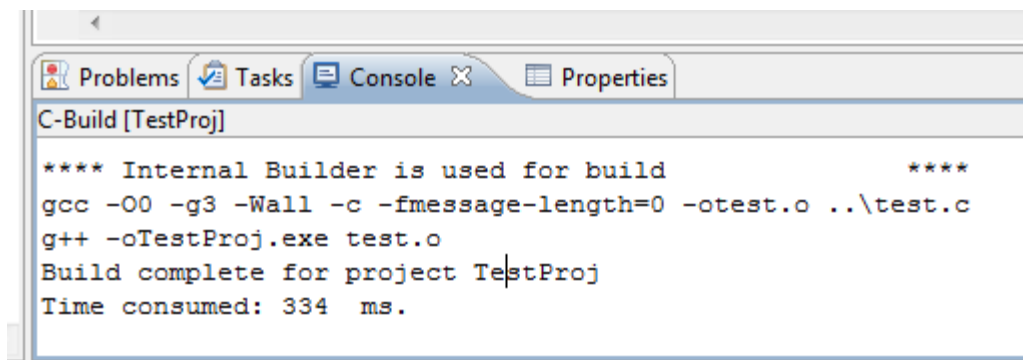 Problems Tasks Console Properties
C-Build [TestProj]
**** Internal Builder is used for build               ****
gcc -O0 -g3 -Wall -c -fmessage-length=0 -otest.o ..\test.c
g++ -oTestProj.exe test.o
Build complete for project TestProj
Time consumed: 334  ms.